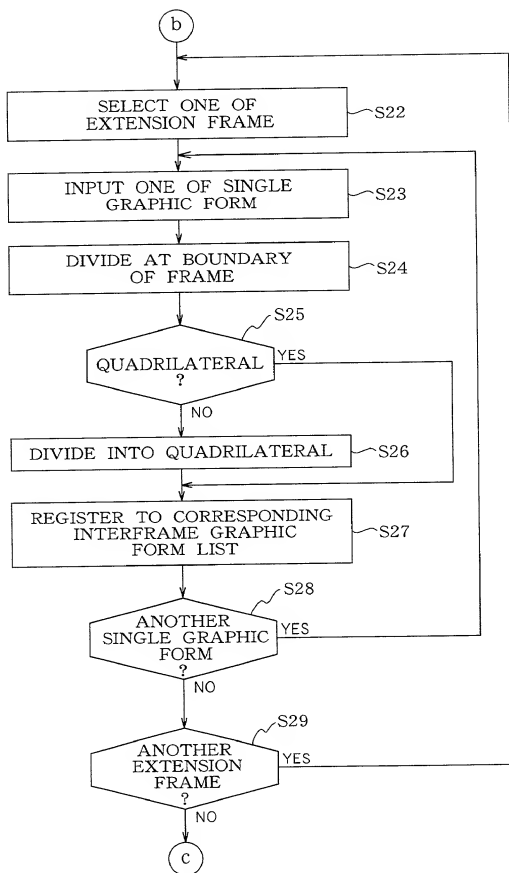 b
SELECT ONE OF
EXTENSION FRAME
S22
INPUT ONE OF SINGLE
GRAPHIC FORM
S23
DIVIDE AT BOUNDARY
OF FRAME
S24
S25
QUADRILATERAL
?
YES
NO
DIVIDE INTO QUADRILATERAL
S26
REGISTER TO CORRESPONDING
INTERFRAME GRAPHIC
FORM LIST
S27
S28
ANOTHER
SINGLE GRAPHIC
FORM
?
YES
NO
S29
ANOTHER
EXTENSION
FRAME
?
YES
NO
c